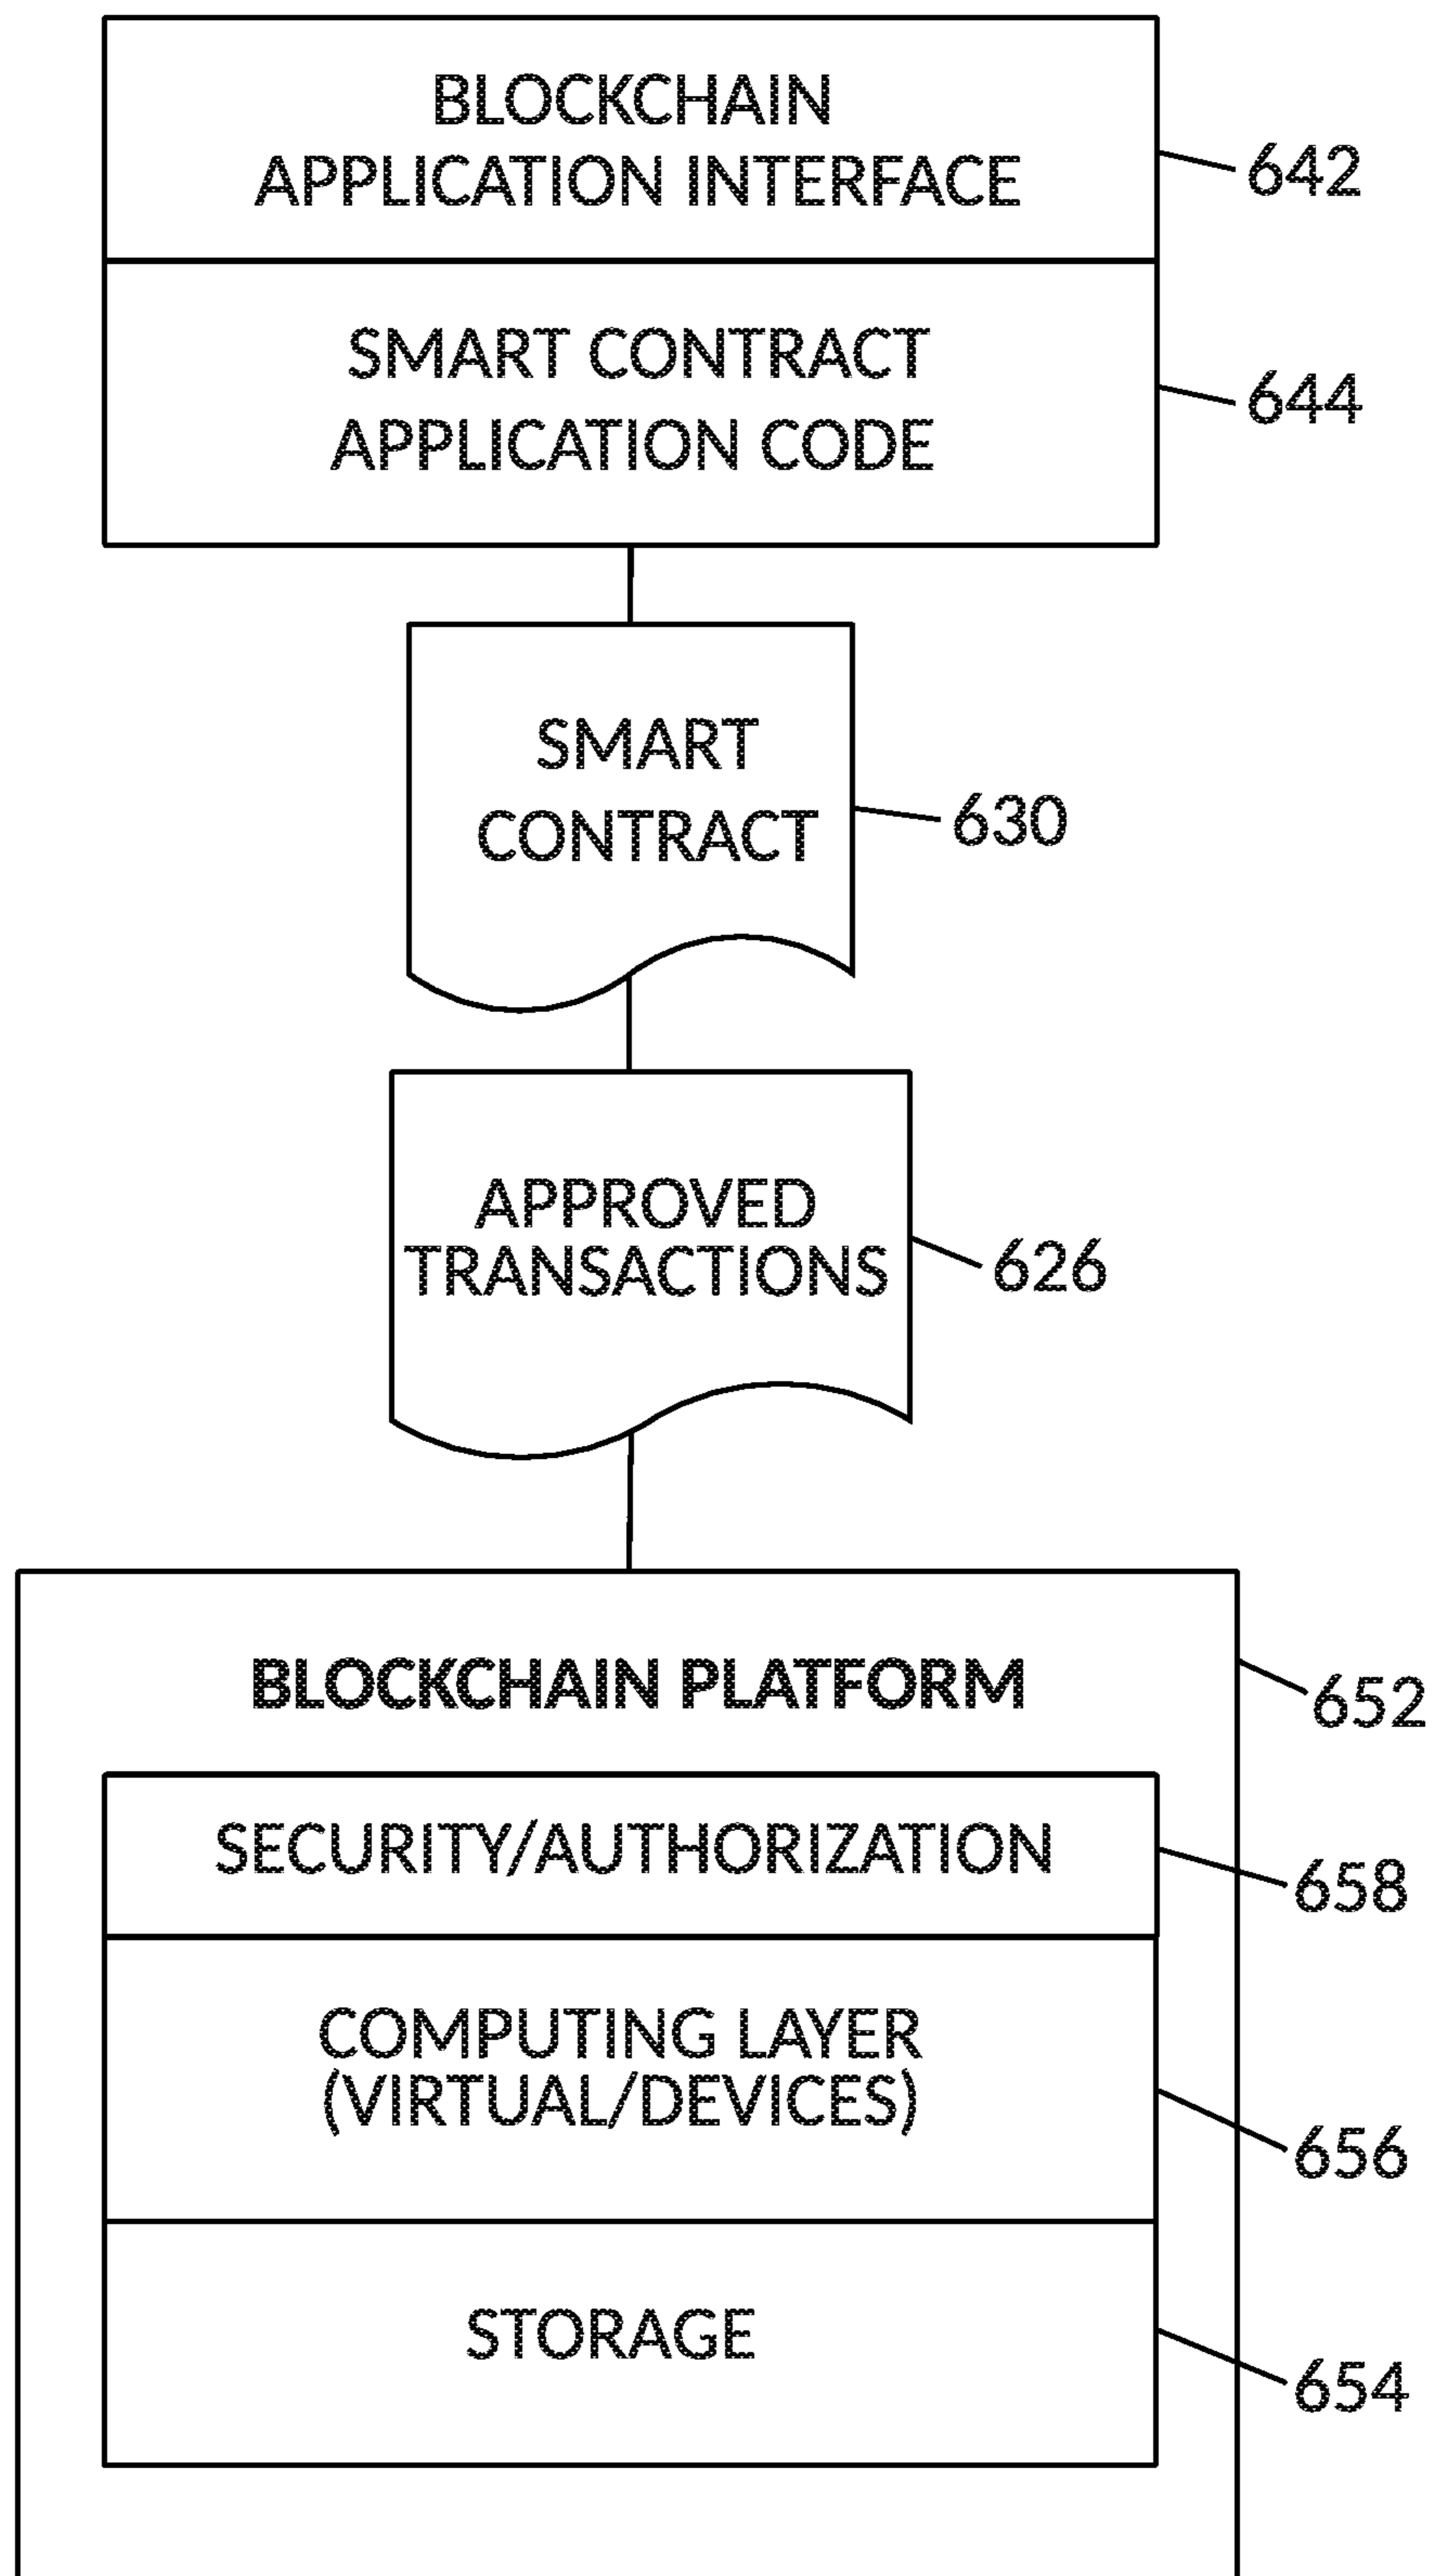 BLOCKCHAIN
APPLICATION INTERFACE
642
SMART CONTRACT
644
APPLICATION CODE
SMART
CONTRACT
630
APPROVED
TRANSACTIONS
626
BLOCKCHAIN PLATFORM
652
SECURITY/AUTHORIZATION
658
COMPUTING LAYER
(VIRTUAL/DEVICES)
656
STORAGE
654